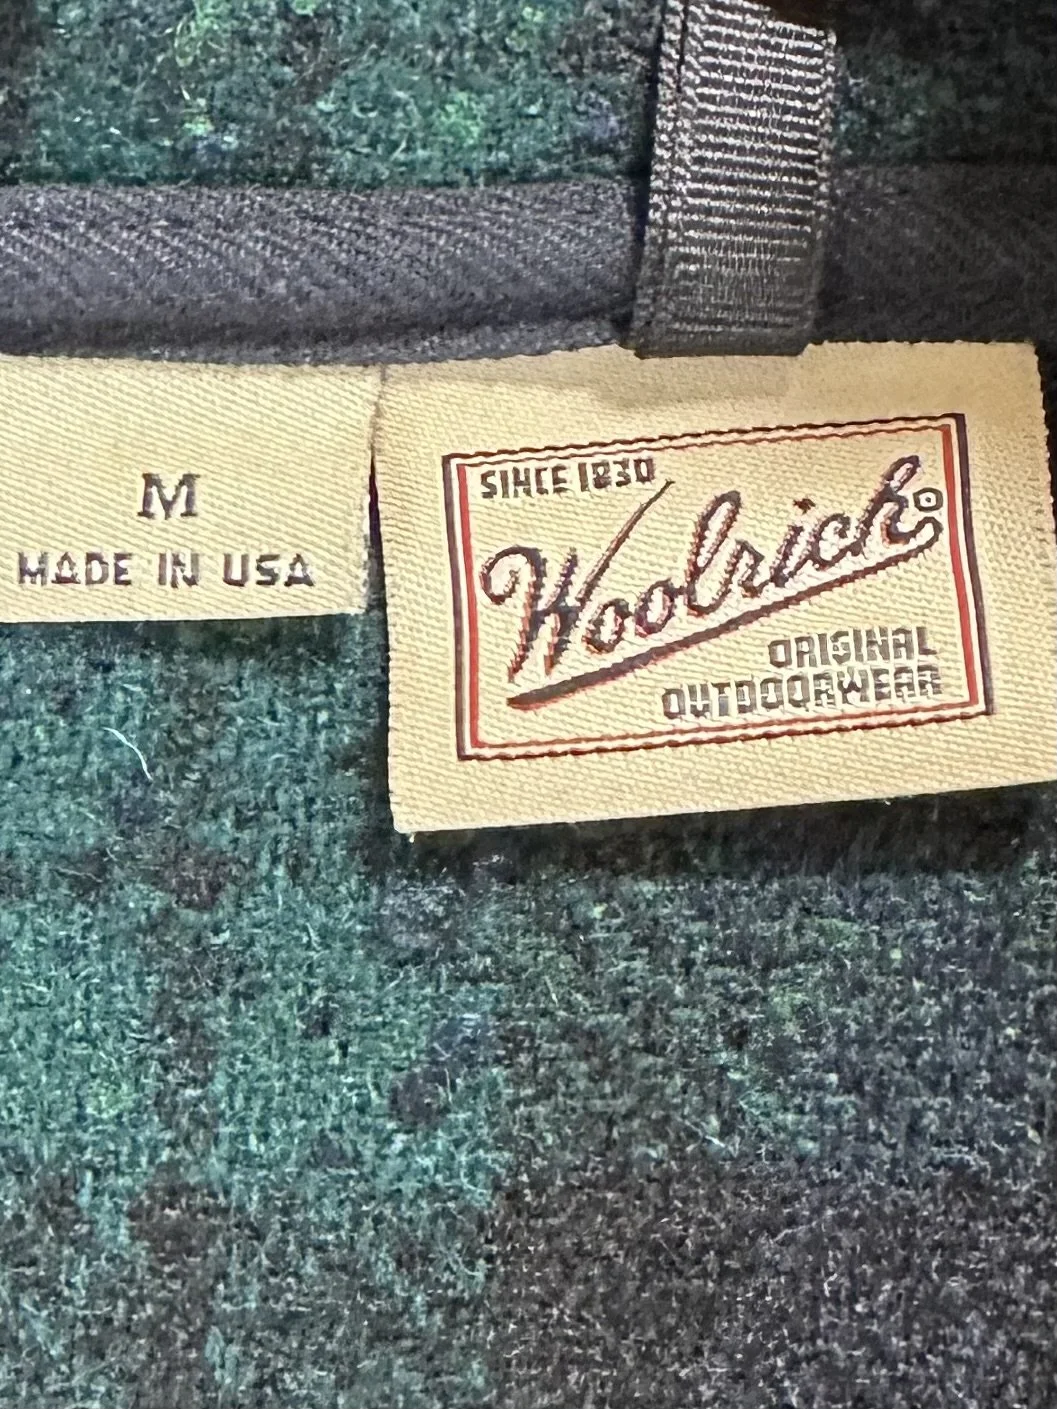 M
MADE IN USA
SINCE 1830
Woolrich®
ORIGINAL
OUTDOORWEAR